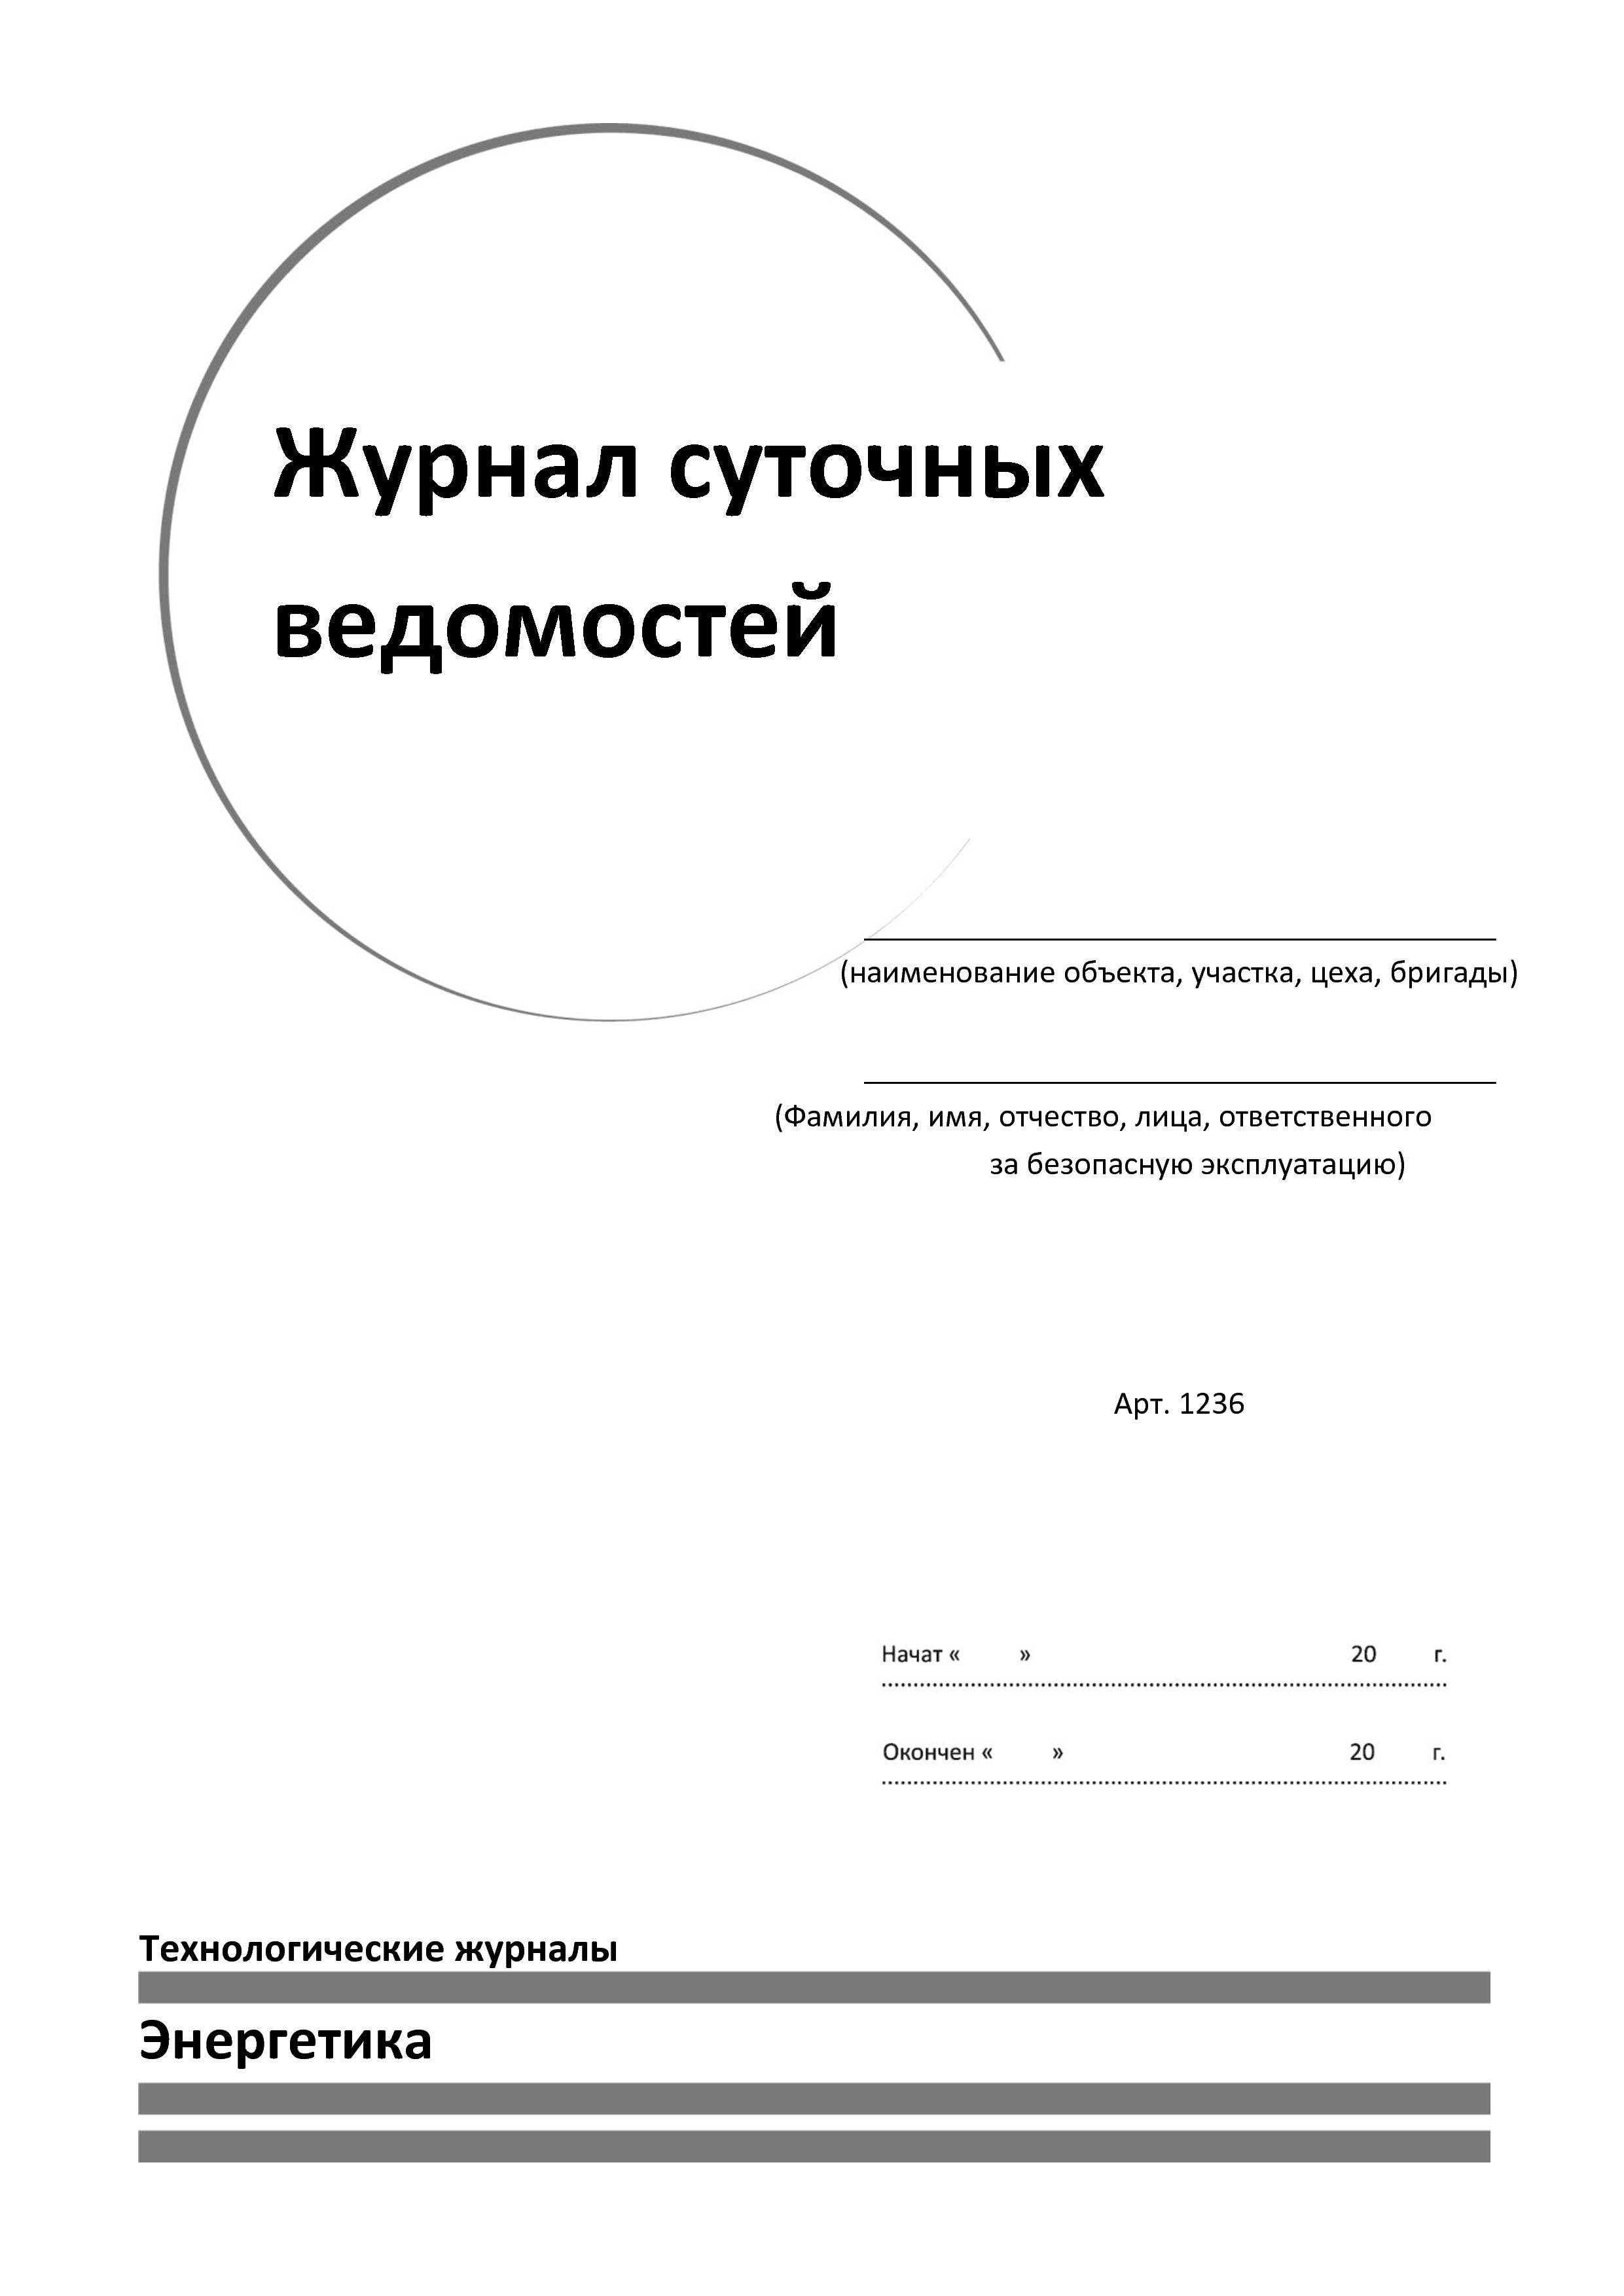 Журнал суточных
ведомостей
(наименование объекта, участка, цеха, бригады)
(Фамилия, имя, отчество, лица, ответственного
за безопасную эксплуатацию)
Арт. 1236
Начат « » 20 г.
Окончен « » 20 г.
Технологические журналы
Энергетика